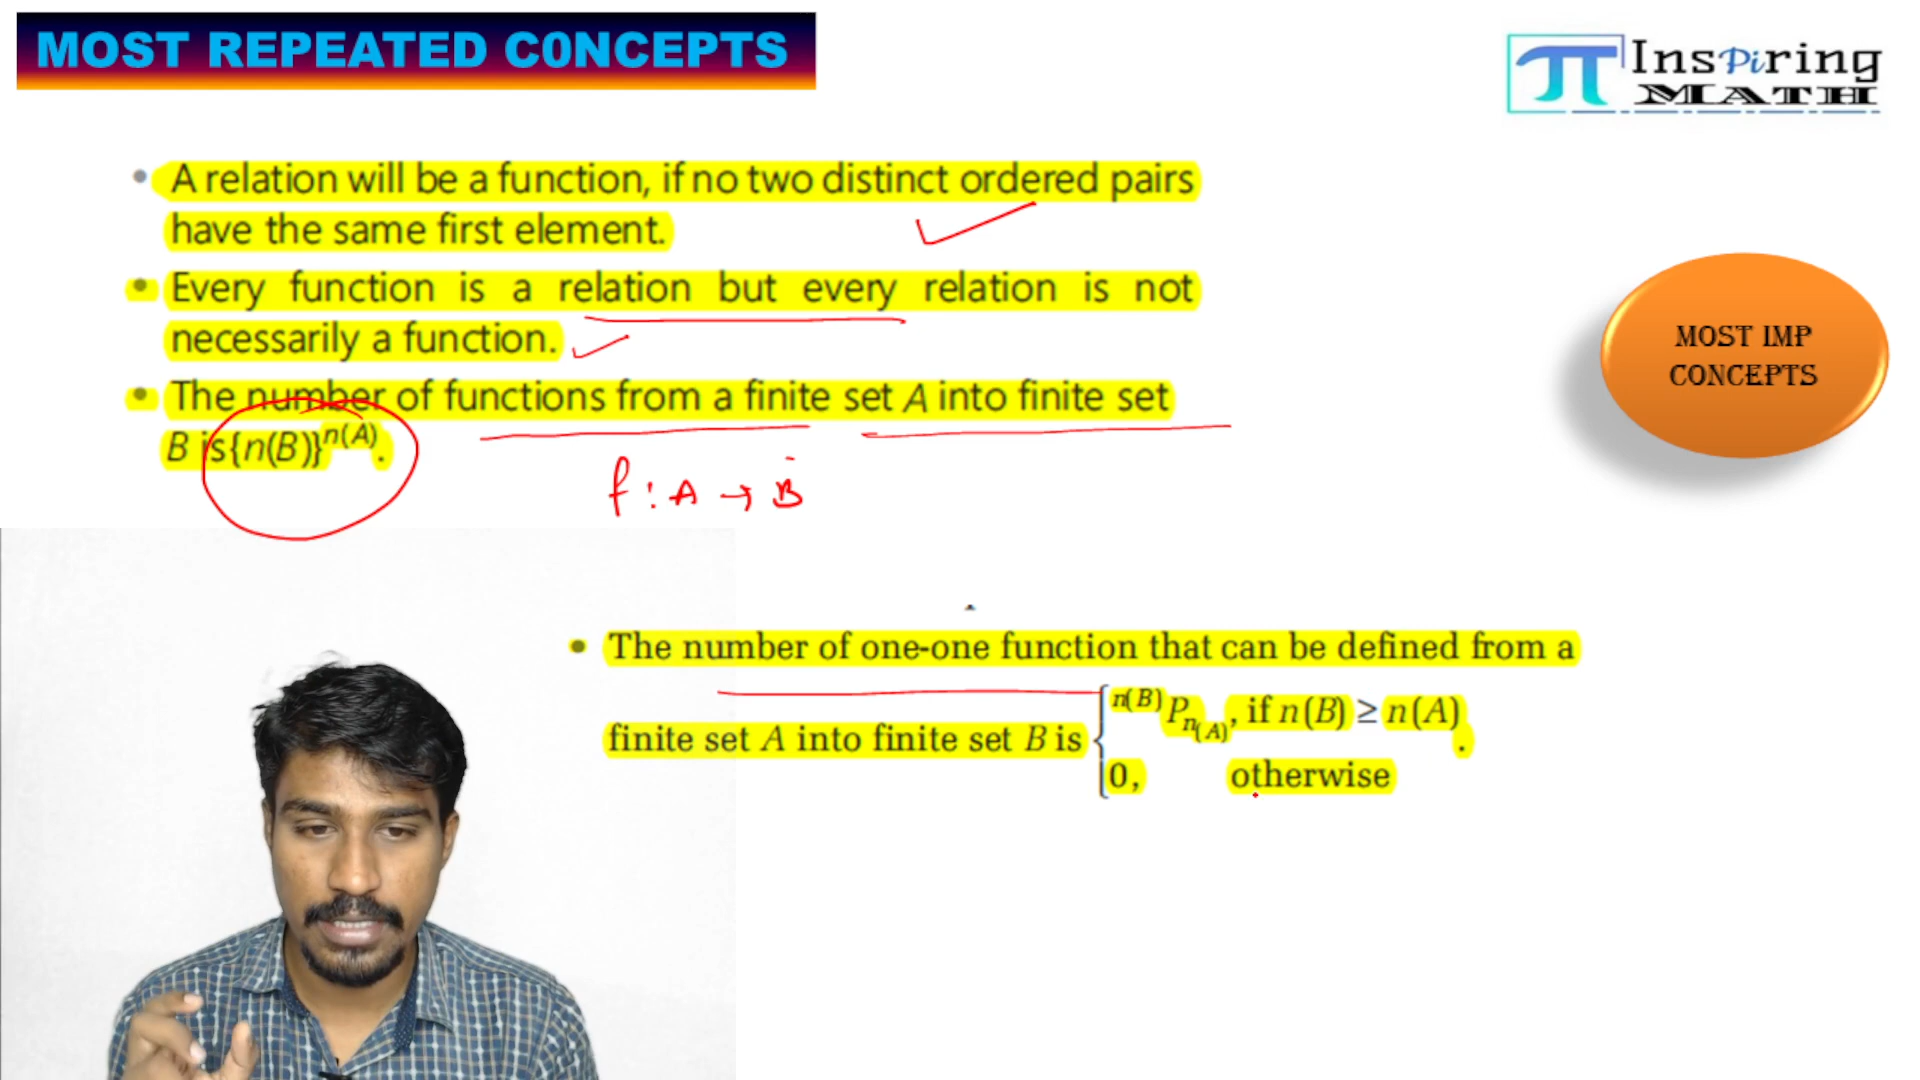 MOST REPEATED C0NCEPTS
InsPiring
MATH
• A relation will be a function, if no two distinct ordered pairs
have the same first element.
• Every function is a relation but every relation is not
necessarily a function.
• The number of functions from a finite set A into finite set
B is {n(B)}^n(A).
f : A → B
MOST IMP
CONCEPTS
• The number of one-one function that can be defined from a
finite set A into finite set B is { ^n(B)P_n(A), if n(B) ≥ n(A)
0, otherwise .